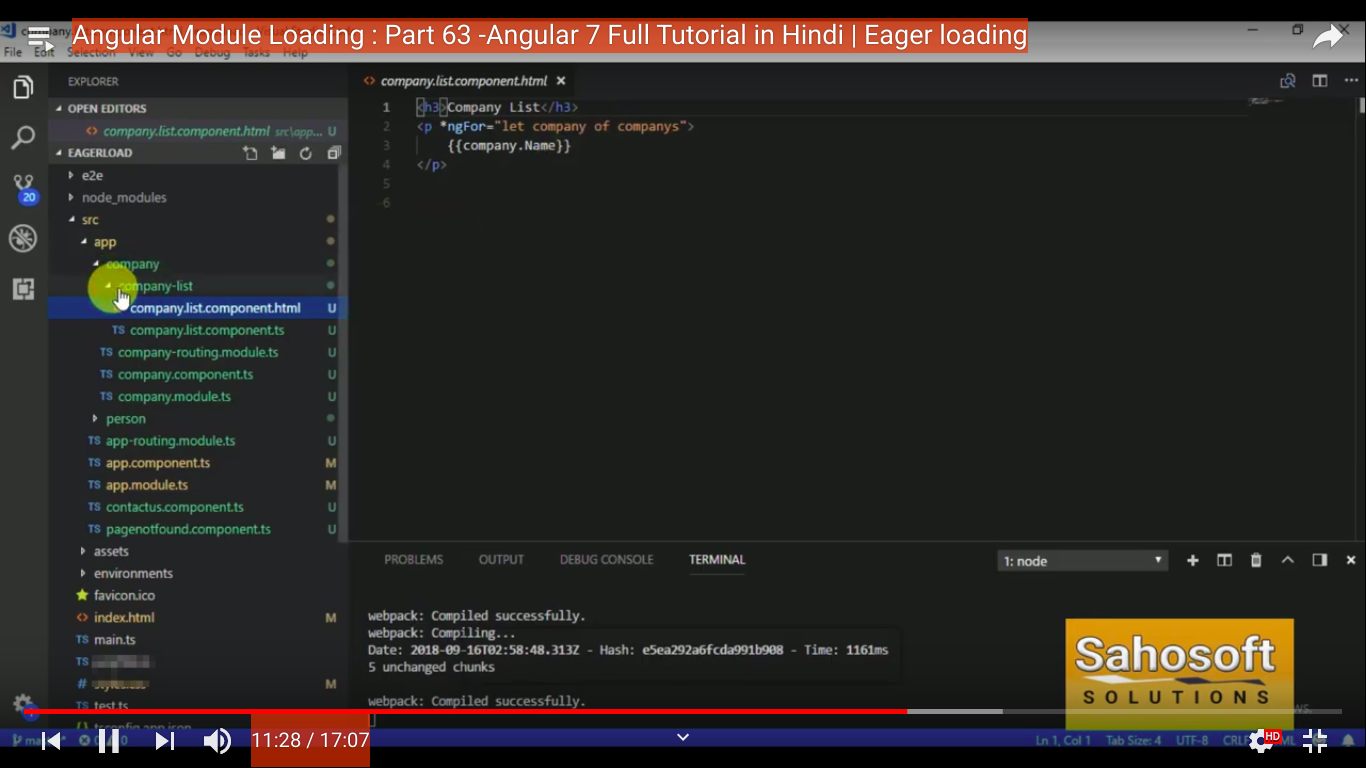 Angular Module Loading : Part 63 -Angular 7 Full Tutorial in Hindi | Eager loading
File Edit Selection View Go Debug Tasks Help
EXPLORER
company.list.component.html
OPEN EDITORS
company.list.component.html src\app... U
EAGERLOAD
e2e
node_modules
src
app
company
company-list
company.list.component.html U
TS company.list.component.ts U
TS company-routing.module.ts U
TS company.component.ts U
TS company.module.ts U
person
TS app-routing.module.ts U
TS app.component.ts M
TS app.module.ts M
TS contactus.component.ts U
TS pagenotfound.component.ts U
assets
environments
favicon.ico
index.html M
TS main.ts
TS
# styles.css M
TS test.ts
{} tsconfig.app.json
20
1 <h3>Company List</h3>
2 <p *ngFor="let company of companys">
3 {{company.Name}}
4 </p>
5
6
PROBLEMS OUTPUT DEBUG CONSOLE TERMINAL 1: node
webpack: Compiled successfully.
webpack: Compiling...
Date: 2018-09-16T02:58:48.313Z - Hash: e5ea292a6fcda991b908 - Time: 1161ms
5 unchanged chunks
webpack: Compiled successfully.
Sahosoft
SOLUTIONS
11:28 / 17:07
Ln 1, Col 1 Tab Size: 4 UTF-8
HD